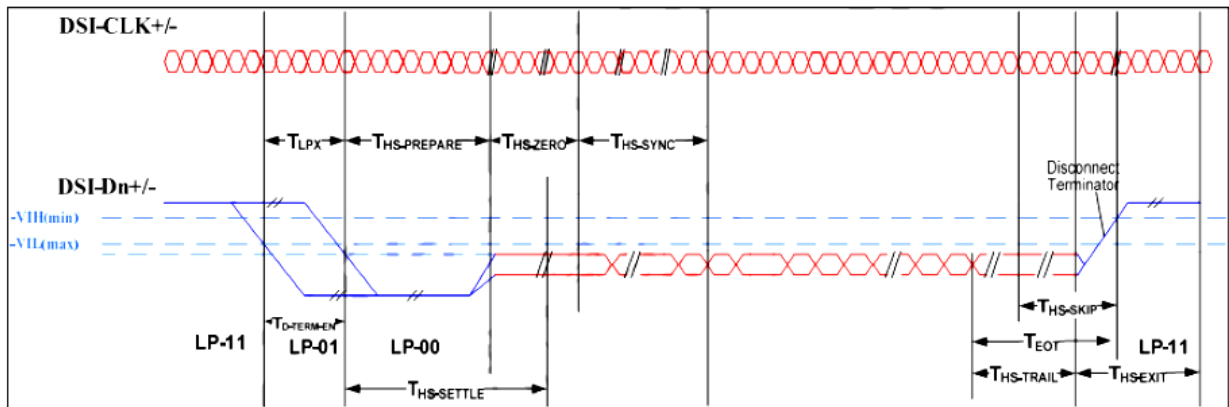 DSI-CLK+/-
TLPX THS-PREPARE THS-ZERO THS-SYNC
Disconnect
Terminator
DSI-Dn+/-
-VIH(min)
-VIL(max)
THS-SKIP
TD-TERM-EN
LP-11 LP-01 LP-00 TEOT LP-11
THS-SETTLE THS-TRAIL THS-EXIT